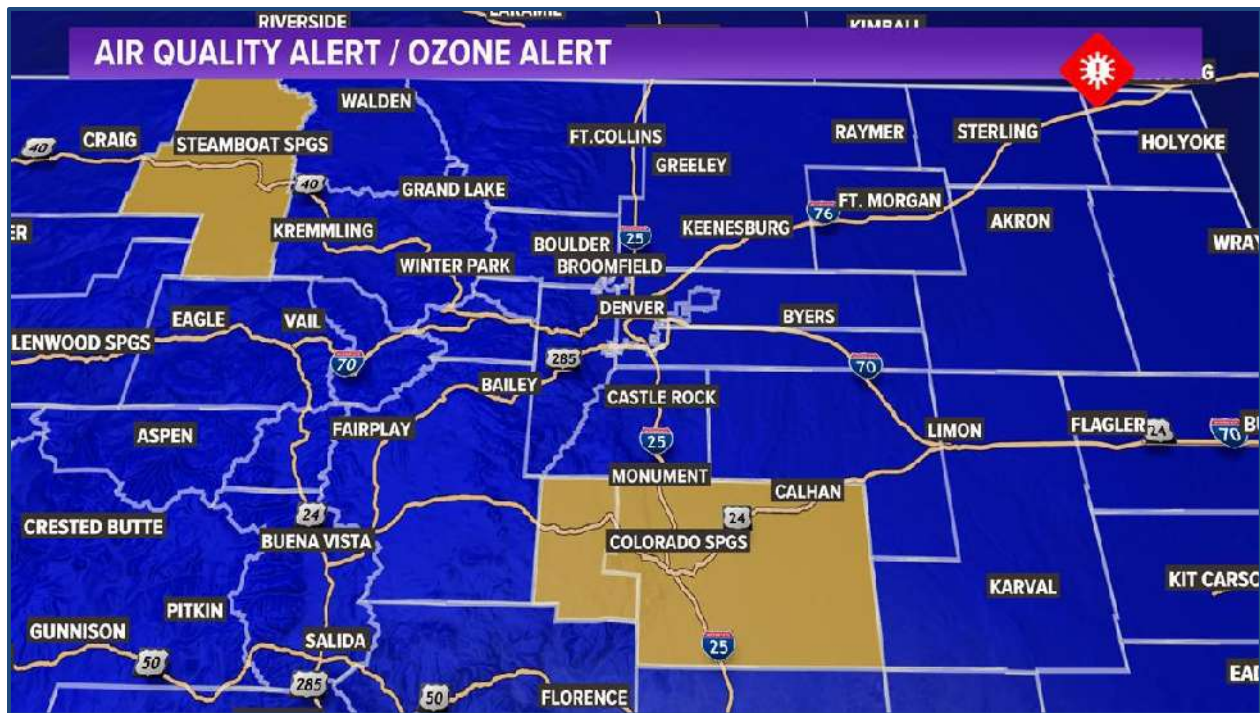 RIVERSIDE
AIR QUALITY ALERT / OZONE ALERT
WALDEN
CRAIG
40
STEAMBOAT SPGS
FT.COLLINS
RAYMER
STERLING
HOLYOKE
GREELEY
40
GRAND LAKE
KREMMLING
BOULDER
25
KEENESBURG
76
FT. MORGAN
AKRON
WINTER PARK
BROOMFIELD
DENVER
BYERS
EAGLE
VAIL
LENWOOD SPGS
70
285
70
BAILEY
CASTLE ROCK
ASPEN
FAIRPLAY
25
LIMON
FLAGLER
24
70
MONUMENT
CALHAN
CRESTED BUTTE
24
BUENA VISTA
COLORADO SPGS
24
KARVAL
PITKIN
GUNNISON
SALIDA
50
25
285
50
FLORENCE